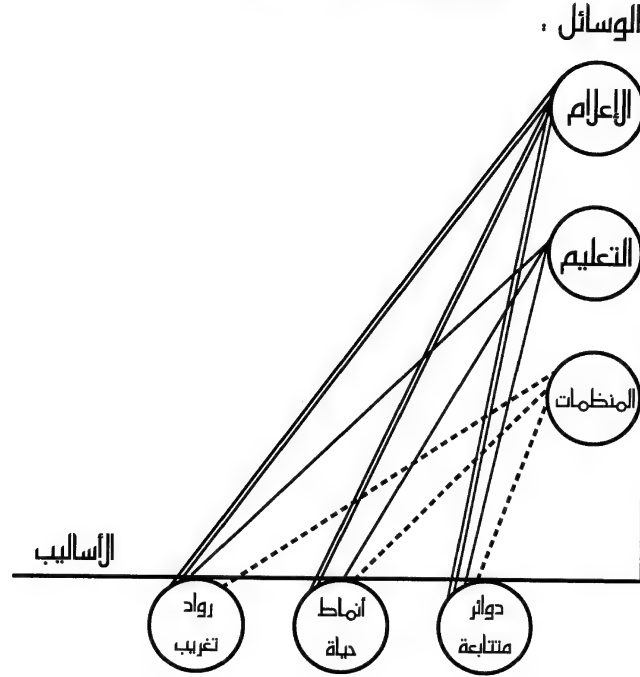 الوسائل :
الإعلام
التعليم
المنظمات
الأساليب
دوائر
متتابعة
أنماط
حياة
رواد
تغريب